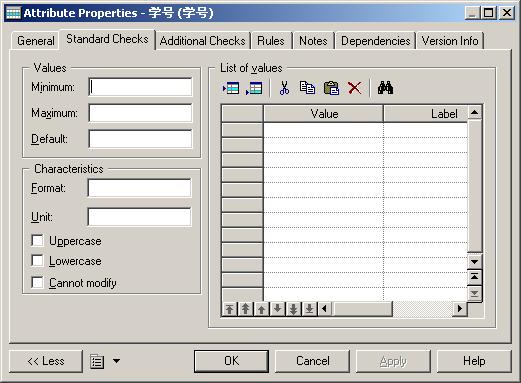 Attribute Properties - 学号 (学号)
General Standard Checks Additional Checks Rules Notes Dependencies Version Info
Values
Minimum:
Maximum:
Default:
Characteristics
Format:
Unit:
Uppercase
Lowercase
Cannot modify
List of values
Value Label
<< Less OK Cancel Apply Help